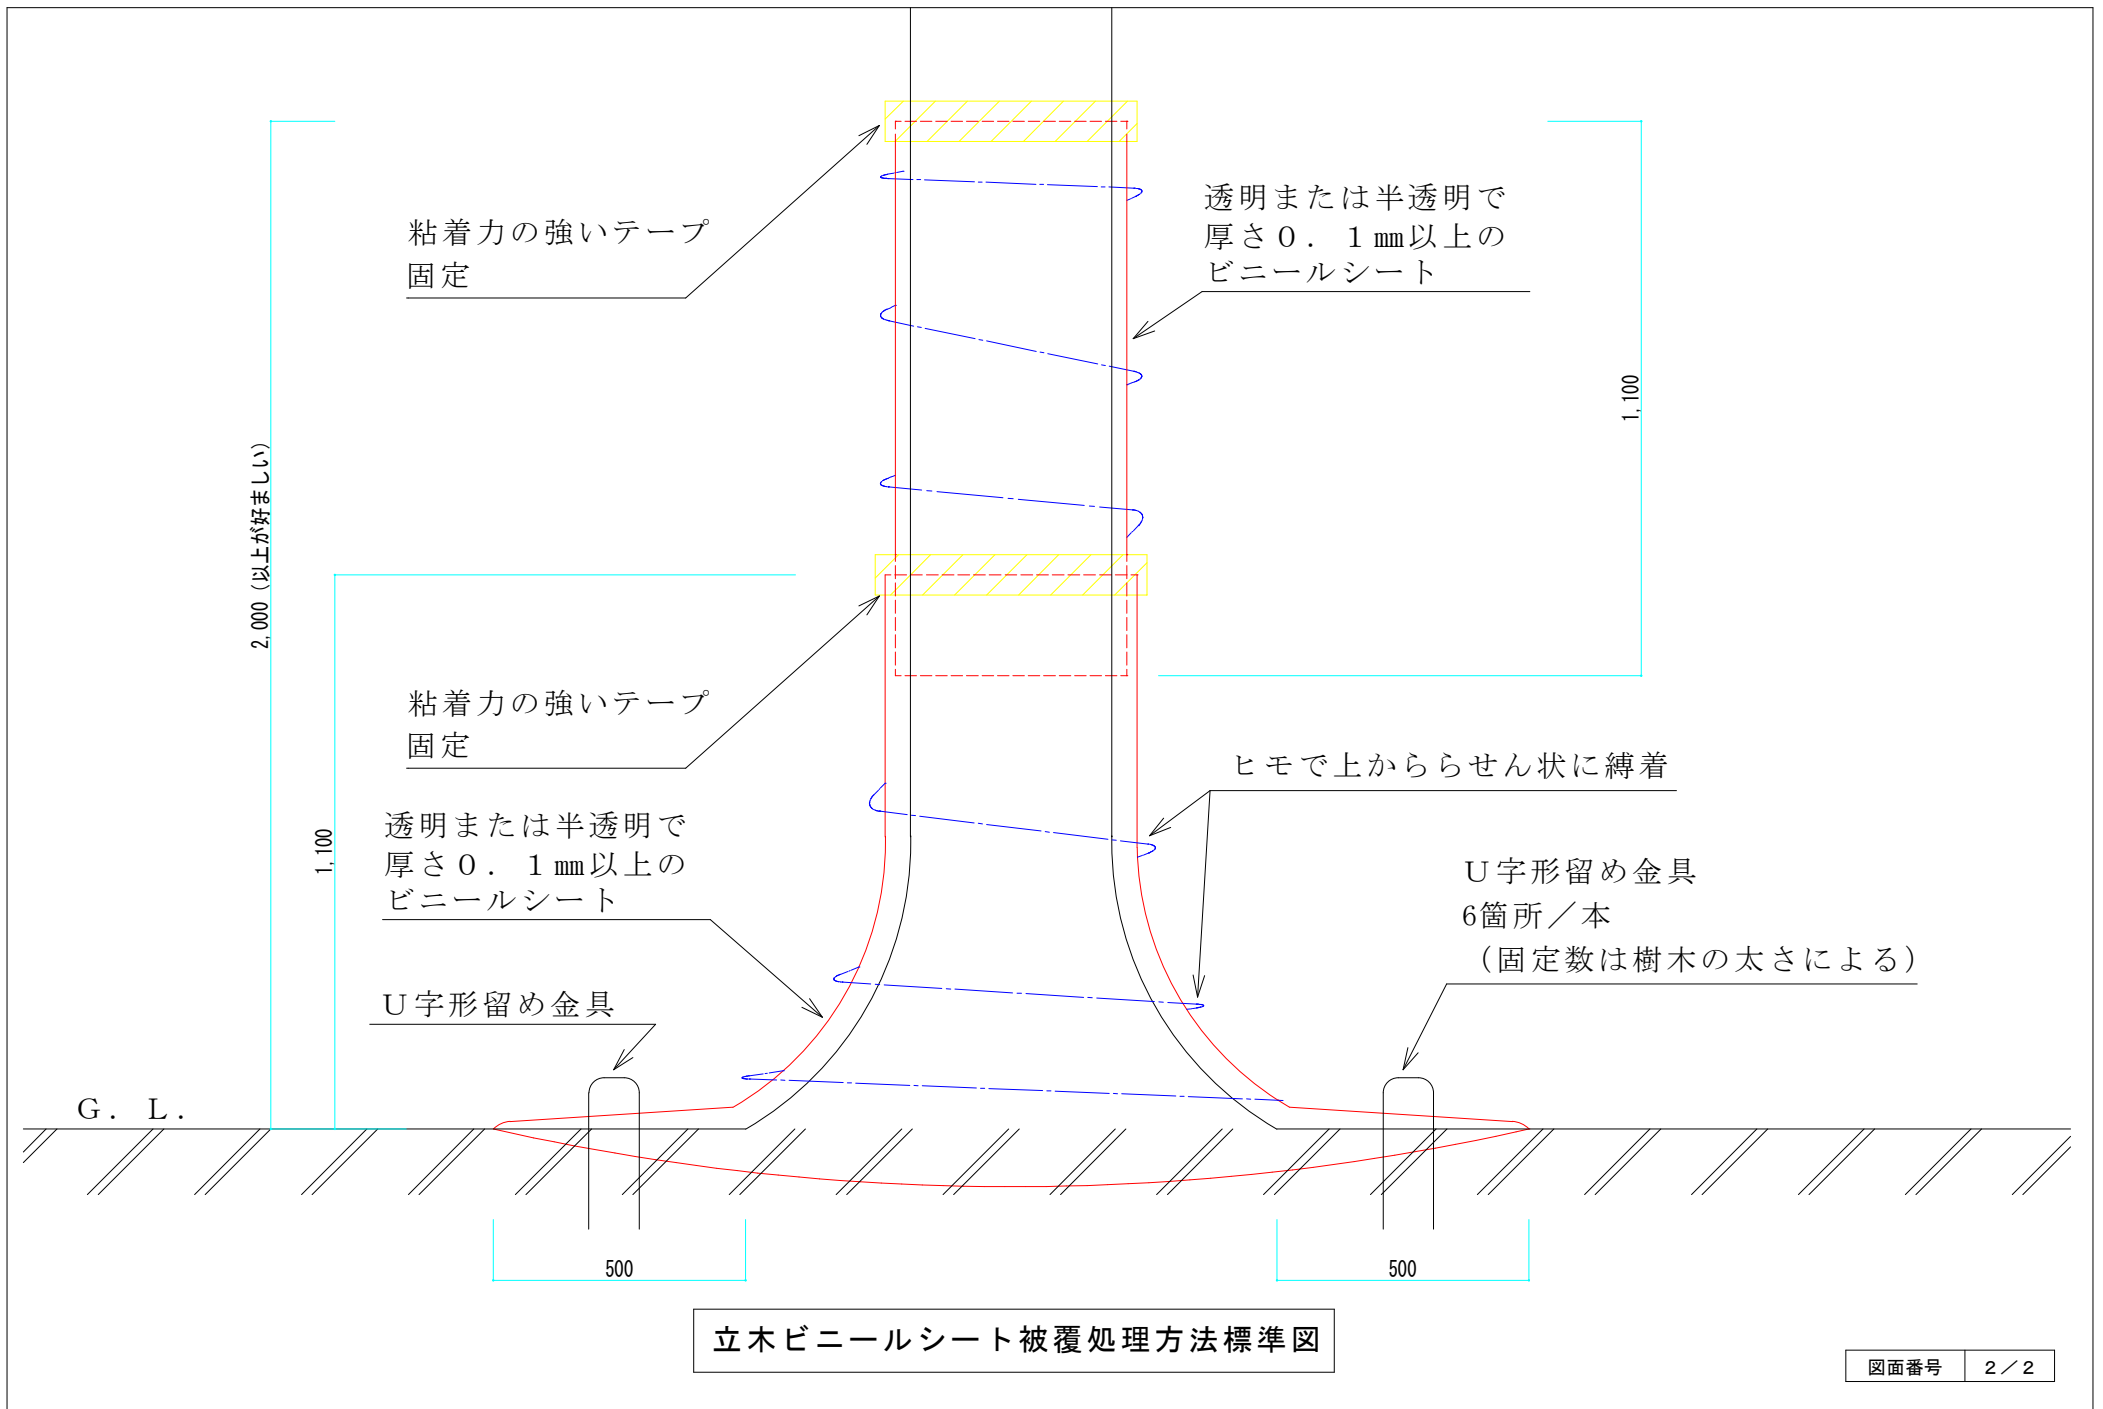 粘着力の強いテープ
固定
透明または半透明で
厚さ０．１㎜以上の
ビニールシート
1,100
2,000（以上が好ましい）
粘着力の強いテープ
固定
ヒモで上かららせん状に縛着
1,100
透明または半透明で
厚さ０．１㎜以上の
ビニールシート
Ｕ字形留め金具
6箇所／本
（固定数は樹木の太さによる）
Ｕ字形留め金具
Ｇ．Ｌ．
500
500
立木ビニールシート被覆処理方法標準図
図面番号 ２／２